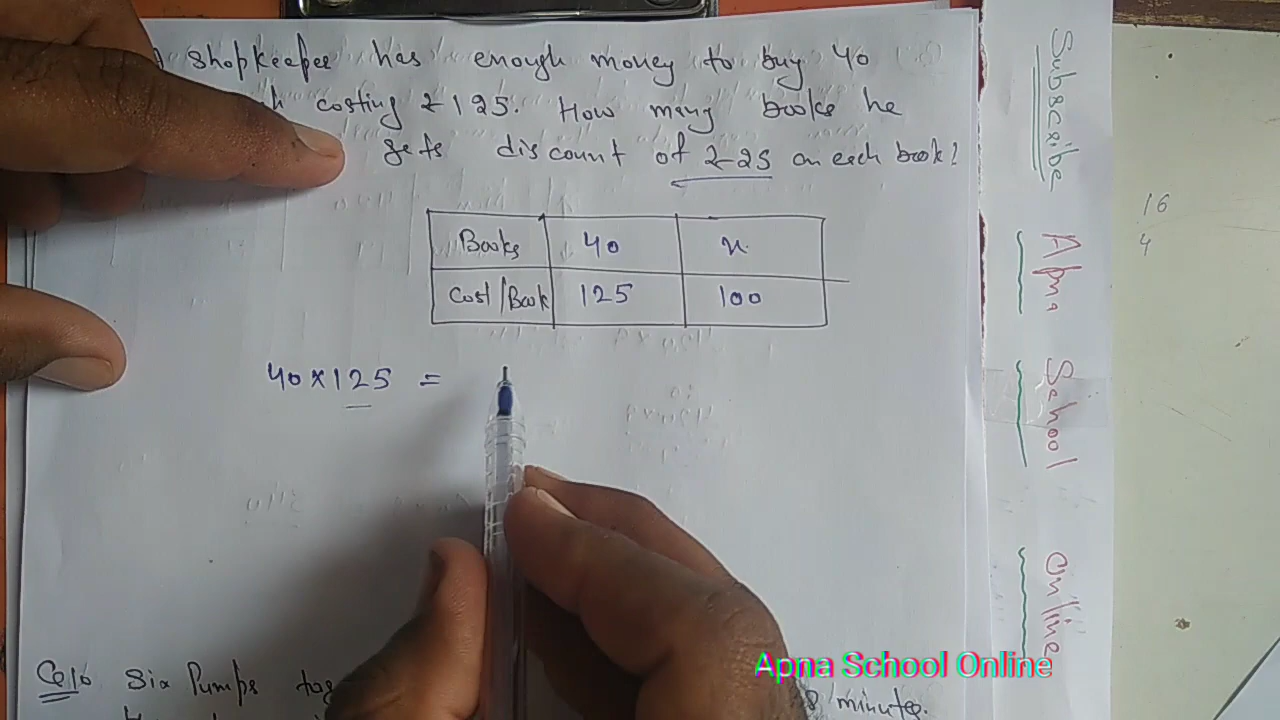 shopkeeper has enough money to buy 40
costing ₹125. How many books he
gets discount of ₹25 on each book?
Books 40 x
Cost/Book 125 100
40×125 =
Six Pumps
minutes.
Subscribe
Apna School Online
16
4
Apna School Online